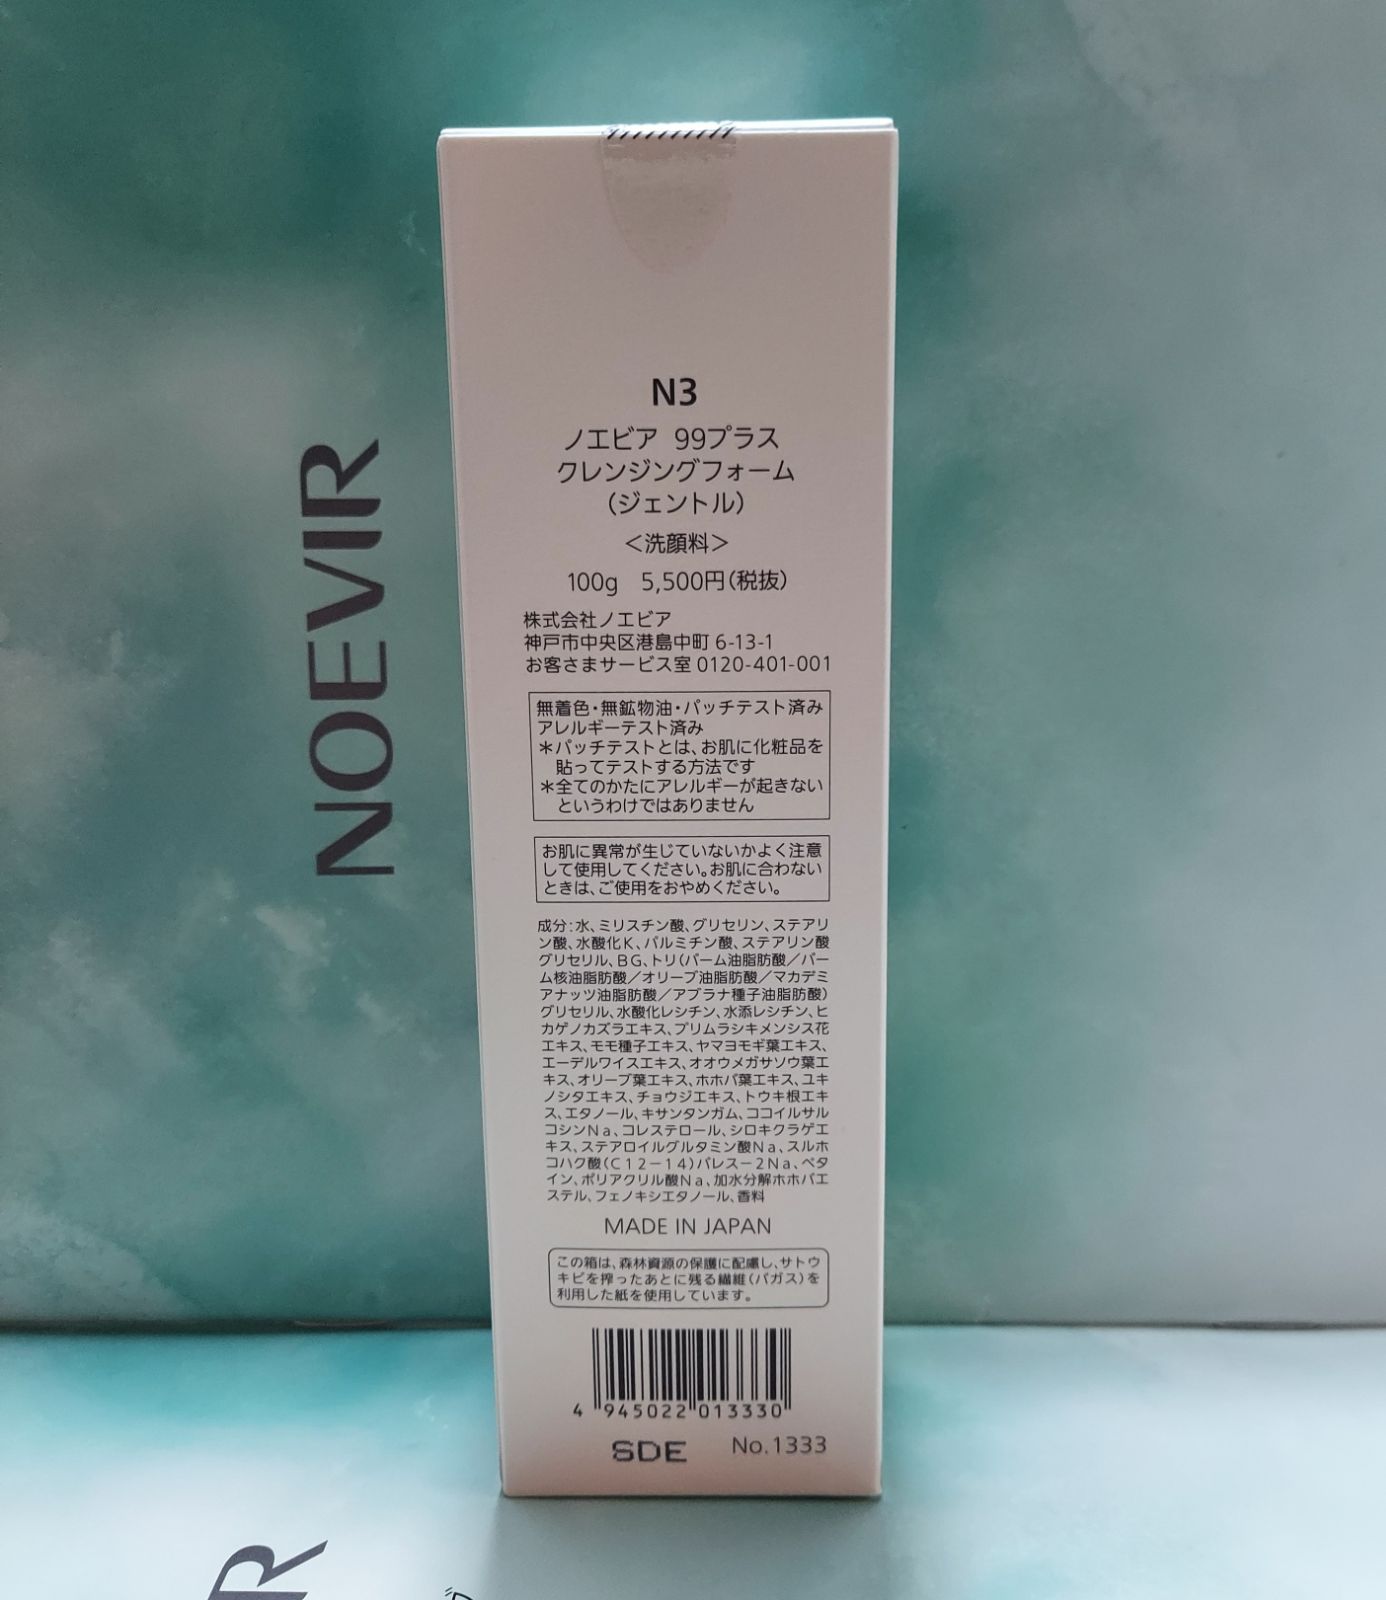 NOEVIR
N3
ノエビア 99プラス
クレンジングフォーム
(ジェントル)
＜洗顔料＞
100g 5,500円(税抜)
株式会社ノエビア
神戸市中央区港島中町 6-13-1
お客さまサービス室 0120-401-001
無着色・無鉱物油・パッチテスト済み
アレルギーテスト済み
＊パッチテストとは、お肌に化粧品を
貼ってテストする方法です
＊全てのかたにアレルギーが起きない
というわけではありません
お肌に異常が生じていないかよく注意
して使用してください。お肌に合わない
ときは、ご使用をおやめください。
成分：水、ミリスチン酸、グリセリン、ステアリ
ン酸、水酸化K、パルミチン酸、ステアリン酸
グリセリル、BG、トリ(パーム油脂肪酸／パー
ム核油脂肪酸／オリーブ油脂肪酸／マカデミ
アナッツ油脂肪酸／アブラナ種子油脂肪酸)
グリセリル、水酸化レシチン、水添レシチン、ヒ
カゲノカズラエキス、プリムラシキメンシス花
エキス、モモ種子エキス、ヤマヨモギ葉エキス、
エーデルワイスエキス、オオウメガサソウ葉エ
キス、オリーブ葉エキス、ホホバ葉エキス、ユキ
ノシタエキス、チョウジエキス、トウキ根エキ
ス、エタノール、キサンタンガム、ココイルサル
コシンNa、コレステロール、シロキクラゲエ
キス、ステアロイルグルタミン酸Na、スルホ
コハク酸(C12－14)パレス－2Na、ベタ
イン、ポリアクリル酸Na、加水分解ホホバエ
ステル、フェノキシエタノール、香料
MADE IN JAPAN
この箱は、森林資源の保護に配慮し、サトウ
キビを搾ったあとに残る繊維(バガス)を
利用した紙を使用しています。
4 945022 013330
SDE No.1333